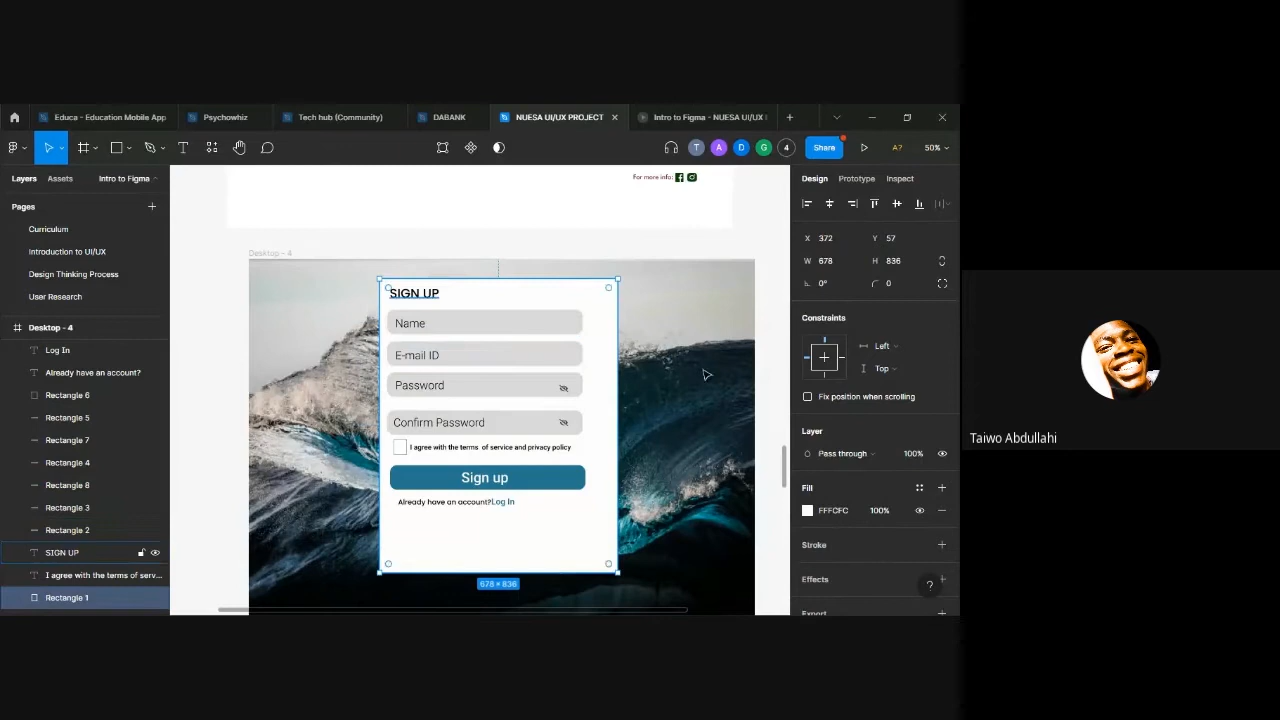 Educa - Education Mobile App
Psychowhiz
Tech hub (Community)
DABANK
NUESA UI/UX PROJECT
Intro to Figma - NUESA UI/UX
T
A
D
G
4
Share
A?
50%
Layers
Assets
Intro to Figma
Pages
Curriculum
Introduction to UI/UX
Design Thinking Process
User Research
Desktop - 4
Log In
Already have an account?
Rectangle 6
Rectangle 5
Rectangle 7
Rectangle 4
Rectangle 8
Rectangle 3
Rectangle 2
SIGN UP
I agree with the terms of serv...
Rectangle 1
For more info:
Desktop - 4
SIGN UP
Name
E-mail ID
Password
Confirm Password
I agree with the terms of service and privacy policy
Sign up
Already have an account?Log In
678 × 836
Design
Prototype
Inspect
X 372
Y 57
W 678
H 836
0°
0
Constraints
Left
Top
Fix position when scrolling
Layer
Pass through
100%
Fill
FFFCFC
100%
Stroke
Effects
?
Export
Taiwo Abdullahi